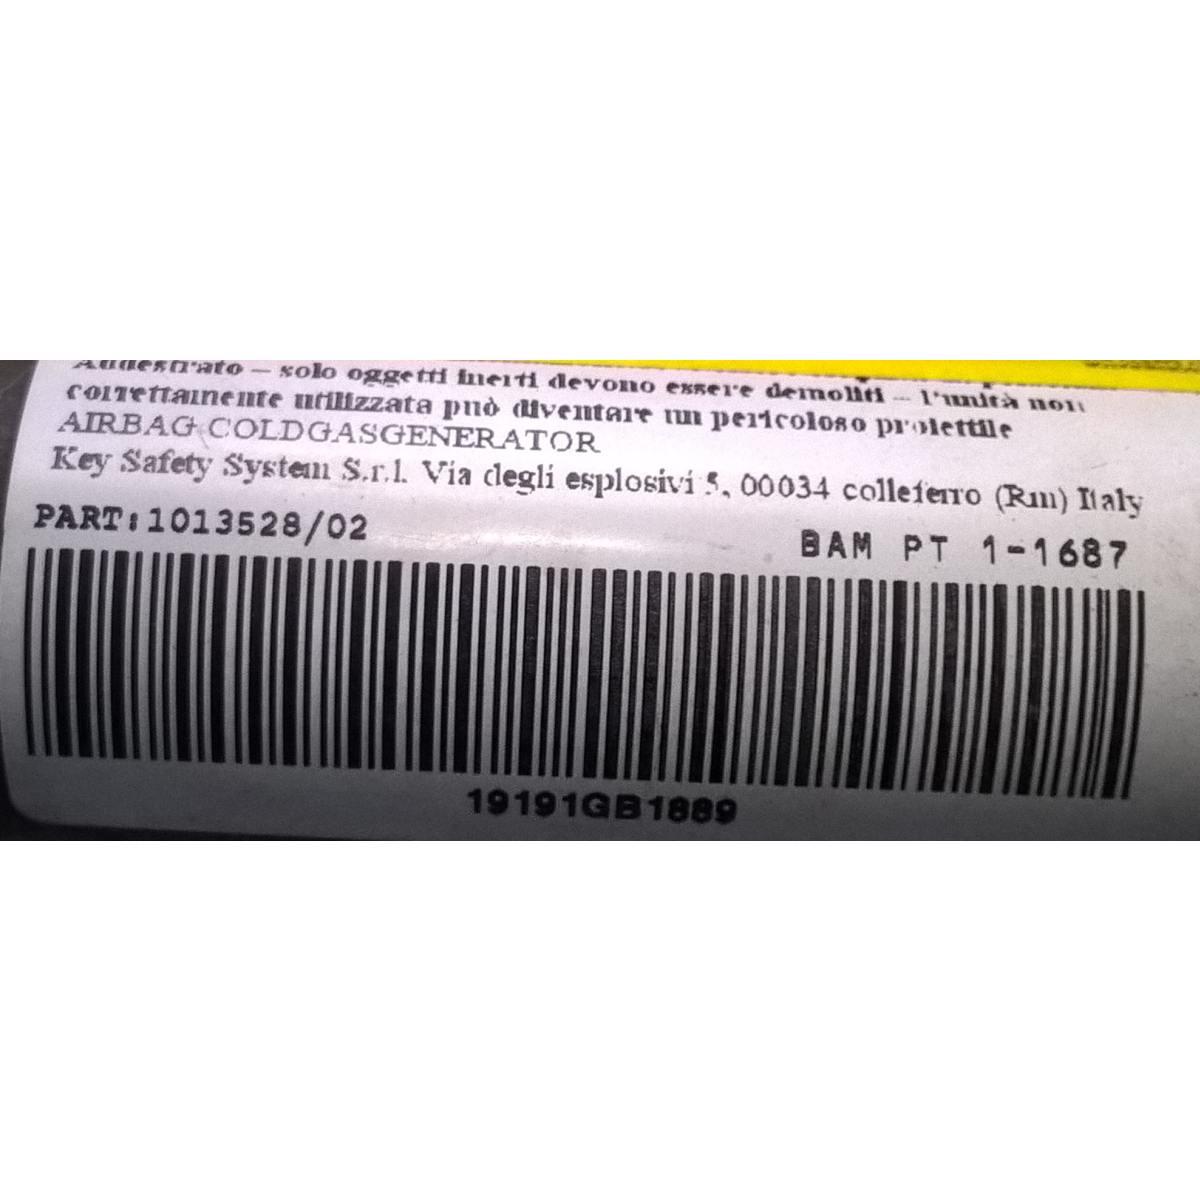 Addestrato – solo oggetti inerti devono essere demoliti – l'unità non
correttamente utilizzata può diventare un pericoloso proiettile
AIRBAG COLDGASGENERATOR
Key Safety System S.r.l. Via degli esplosivi 5, 00034 colleferro (Rm) Italy
PART:1013528/02
BAM PT 1-1687
19191GB1889